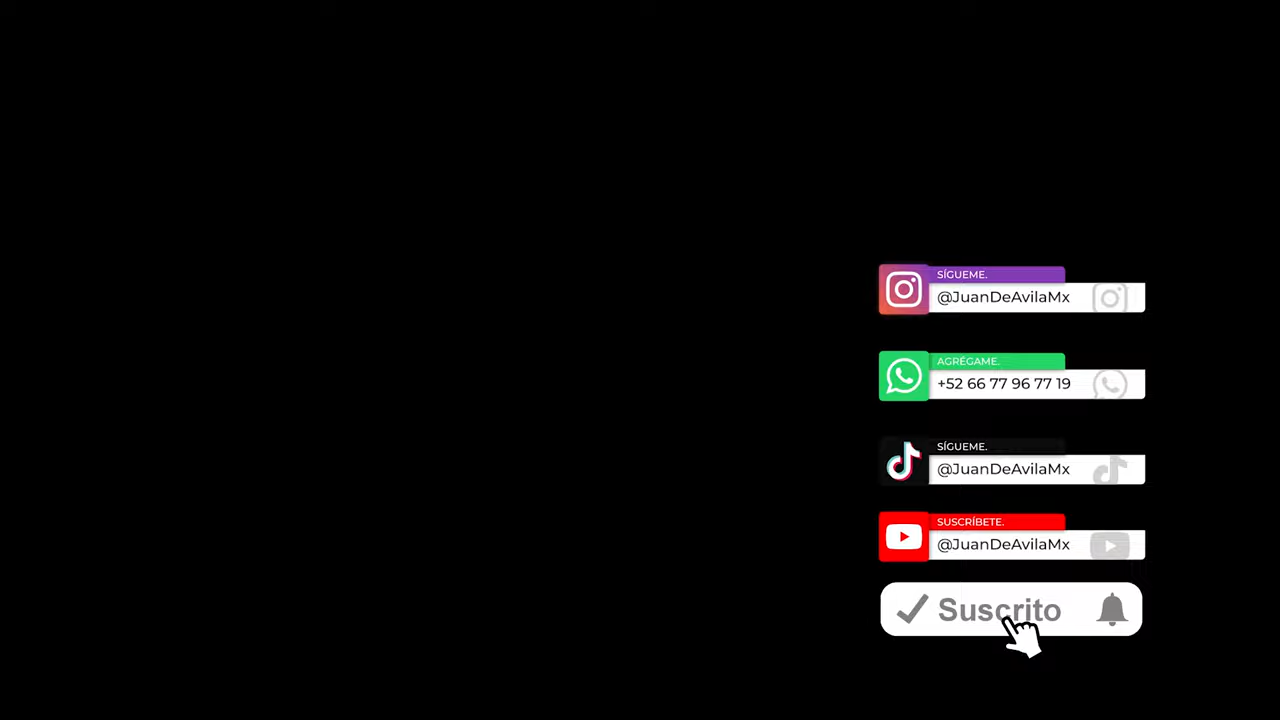 SÍGUEME.
@JuanDeAvilaMx
AGRÉGAME.
+52 66 77 96 77 19
SÍGUEME.
@JuanDeAvilaMx
SUSCRÍBETE.
@JuanDeAvilaMx
Suscrito